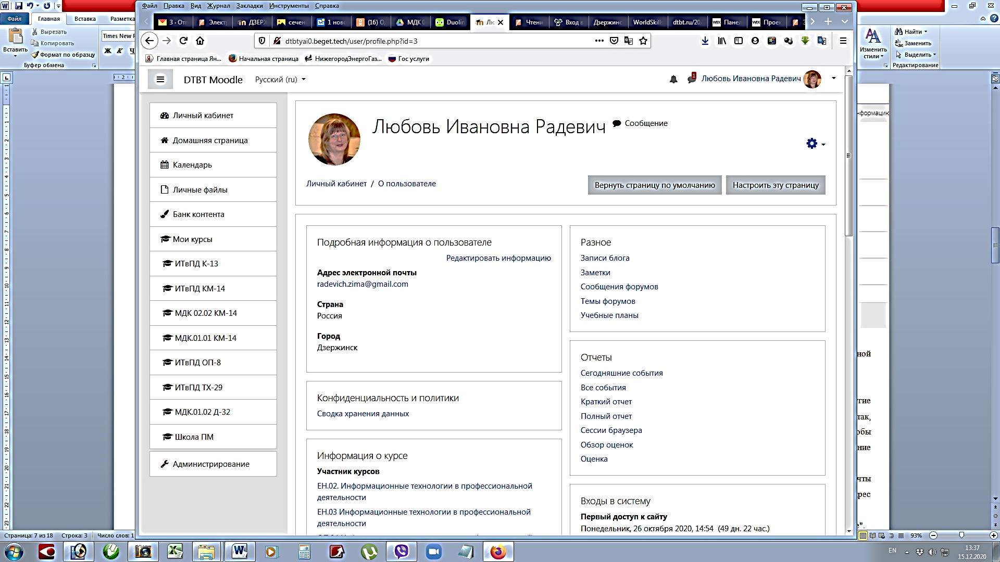 Файл Правка Вид Журнал Закладки Инструменты Справка
Файл Главная Вставка Разметка
Вырезать
Копировать
Формат по образцу
Вставить
Буфер обмена
Times New
Ж К Ч
Найти
Заменить
Выделить
Изменить стили
Редактирование
3 · От
Элект
ДЗЕР
сечен
1 ново
(16) О
МДК 0
Duolin
Лю
Чтени
Вход в
Дзержинс
WorldSkills
dtbt.ru/20
Панел
Проек
dtbtyai0.beget.tech/user/profile.php?id=3
Главная страница Ян...
Начальная страница
НижегородЭнергоГаз...
Гос услуги
DTBT Moodle Русский (ru)
1 Любовь Ивановна Радевич
Личный кабинет
Домашняя страница
Календарь
Личные файлы
Банк контента
Мои курсы
ИТвПД К-13
ИТвПД КМ-14
МДК 02.02 КМ-14
МДК.01.01 КМ-14
ИТвПД ОП-8
ИТвПД ТХ-29
МДК.01.02 Д-32
Школа ПМ
Администрирование
Любовь Ивановна Радевич Сообщение
Личный кабинет / О пользователе
Вернуть страницу по умолчанию
Настроить эту страницу
Подробная информация о пользователе
Редактировать информацию
Адрес электронной почты
radevich.zima@gmail.com
Страна
Россия
Город
Дзержинск
Конфиденциальность и политики
Сводка хранения данных
Информация о курсе
Участник курсов
ЕН.02. Информационные технологии в профессиональной
деятельности
ЕН.03 Информационные технологии в профессиональной
деятельности
Разное
Записи блога
Заметки
Сообщения форумов
Темы форумов
Учебные планы
Отчеты
Сегодняшние события
Все события
Краткий отчет
Полный отчет
Сессии браузера
Обзор оценок
Оценка
Входы в систему
Первый доступ к сайту
Понедельник, 26 октября 2020, 14:54 (49 дн. 22 час.)
нформацию
ной
гие
так,
обы
ние
чты
рес
е".
Страница: 7 из 18 Строка: 3 Число слов: 1
93%
EN
13:37
15.12.2020